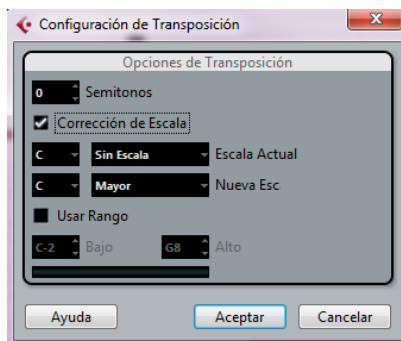 Configuración de Transposición
Opciones de Transposición
0 Semitonos
Corrección de Escala
C Sin Escala Escala Actual
C Mayor Nueva Esc
Usar Rango
C-2 Bajo G8 Alto
Ayuda Aceptar Cancelar